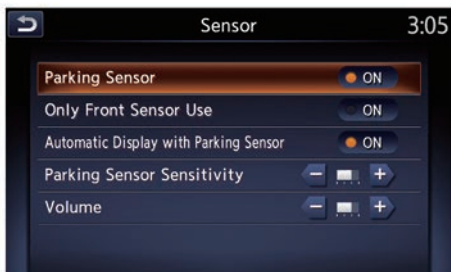 Sensor 3:05
Parking Sensor ON
Only Front Sensor Use ON
Automatic Display with Parking Sensor ON
Parking Sensor Sensitivity − +
Volume − +